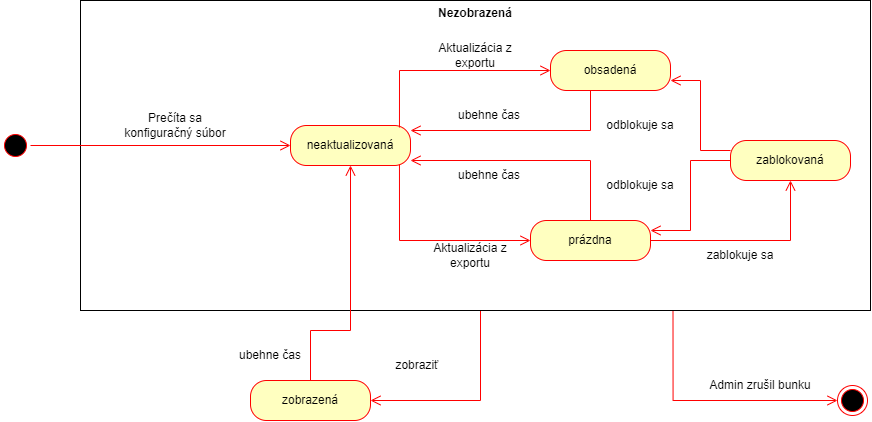 Nezobrazená
Aktualizácia z
exportu
obsadená
ubehne čas
odblokuje sa
Prečíta sa
konfiguračný súbor
neaktualizovaná
zablokovaná
ubehne čas
odblokuje sa
prázdna
Aktualizácia z
exportu
zablokuje sa
ubehne čas
zobraziť
zobrazená
Admin zrušil bunku